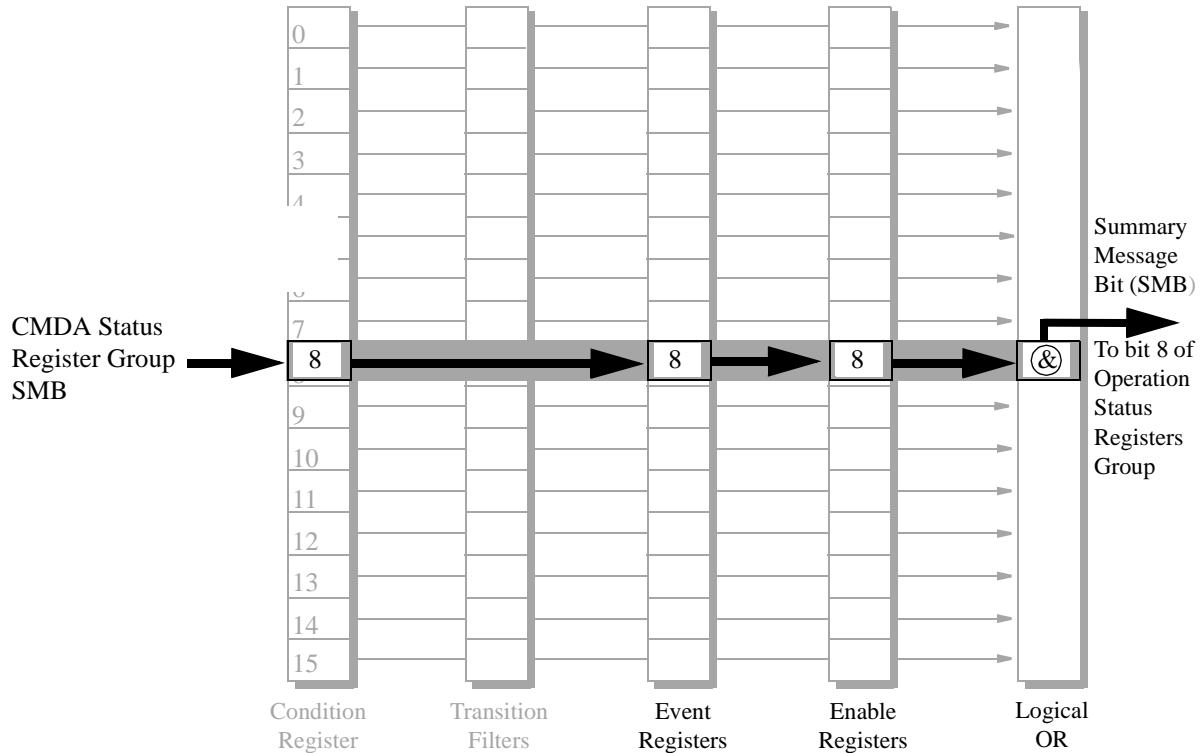 0
1
2
3
4
6
7
CMDA Status
Register Group
SMB
8
8
8
&
Summary
Message
Bit (SMB)
To bit 8 of
Operation
Status
Registers
Group
9
10
11
12
13
14
15
Condition
Register
Transition
Filters
Event
Registers
Enable
Registers
Logical
OR